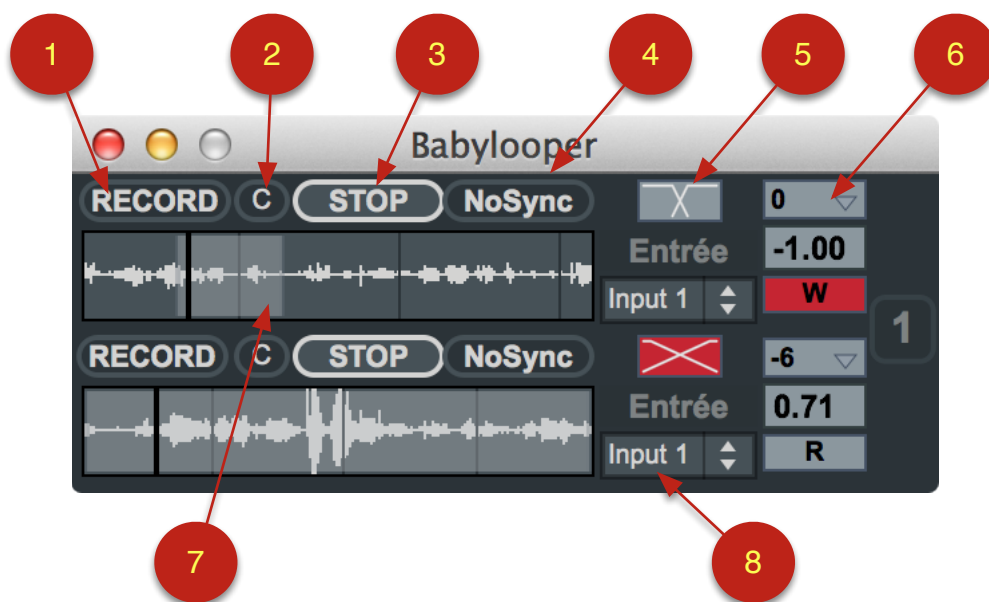 1 2 3 4 5 6
Babylooper
RECORD C STOP NoSync 0
Entrée -1.00
Input 1 W
1
RECORD C STOP NoSync -6
Entrée 0.71
Input 1 R
7 8